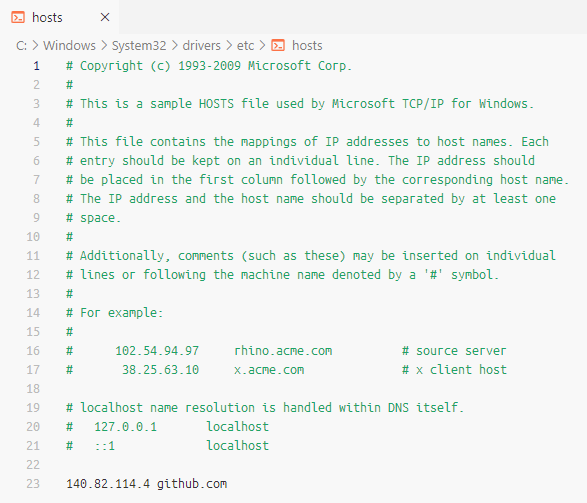 hosts
C: > Windows > System32 > drivers > etc > hosts
1 # Copyright (c) 1993-2009 Microsoft Corp.
2 #
3 # This is a sample HOSTS file used by Microsoft TCP/IP for Windows.
4 #
5 # This file contains the mappings of IP addresses to host names. Each
6 # entry should be kept on an individual line. The IP address should
7 # be placed in the first column followed by the corresponding host name.
8 # The IP address and the host name should be separated by at least one
9 # space.
10 #
11 # Additionally, comments (such as these) may be inserted on individual
12 # lines or following the machine name denoted by a '#' symbol.
13 #
14 # For example:
15 #
16 #      102.54.94.97     rhino.acme.com          # source server
17 #       38.25.63.10     x.acme.com              # x client host
18
19 # localhost name resolution is handled within DNS itself.
20 #   127.0.0.1       localhost
21 #   ::1             localhost
22
23 140.82.114.4 github.com